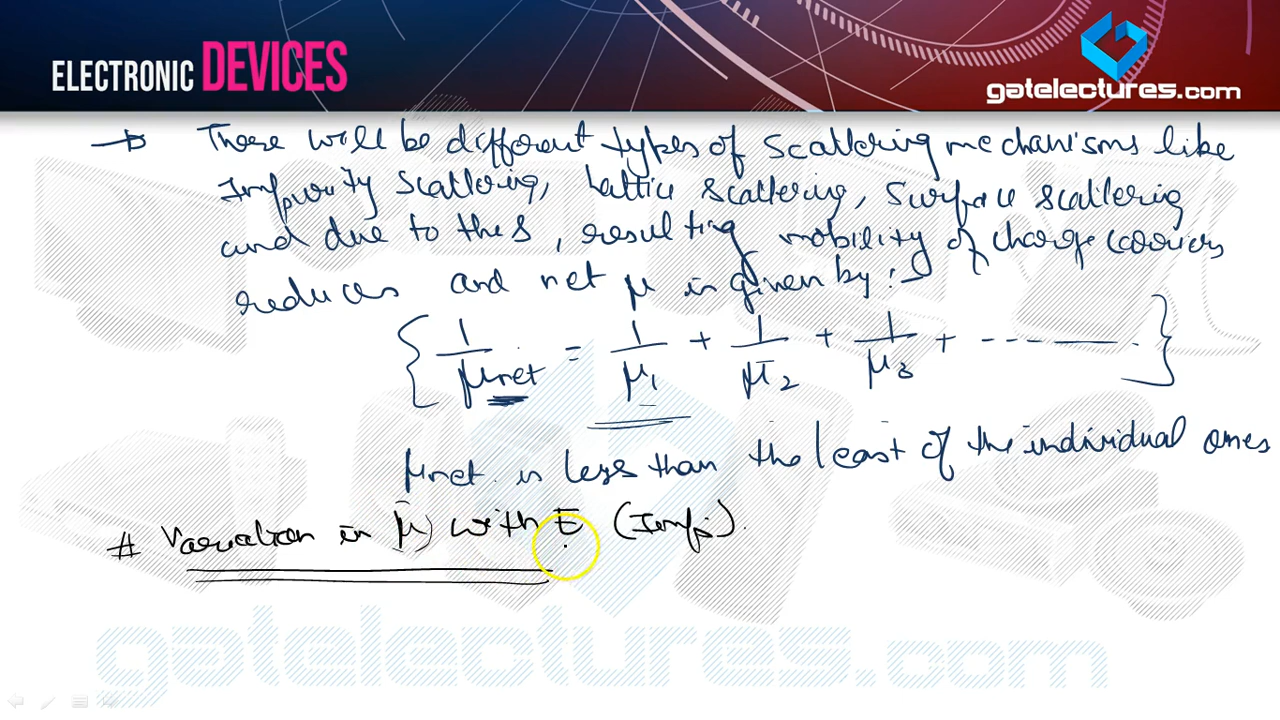 ELECTRONIC DEVICES
gatelectures.com
→ There will be different types of scattering mechanisms like
Impurity scattering, Lattice scattering, Surface scattering
and due to the s, resulting mobility of charge carriers
reduces and net μ is given by :-
{ 1/μnet = 1/μ1 + 1/μ2 + 1/μ3 + ------ }
μnet is less than the least of the individual ones
# Variation in μ with E (Imp).
gatelectures.com